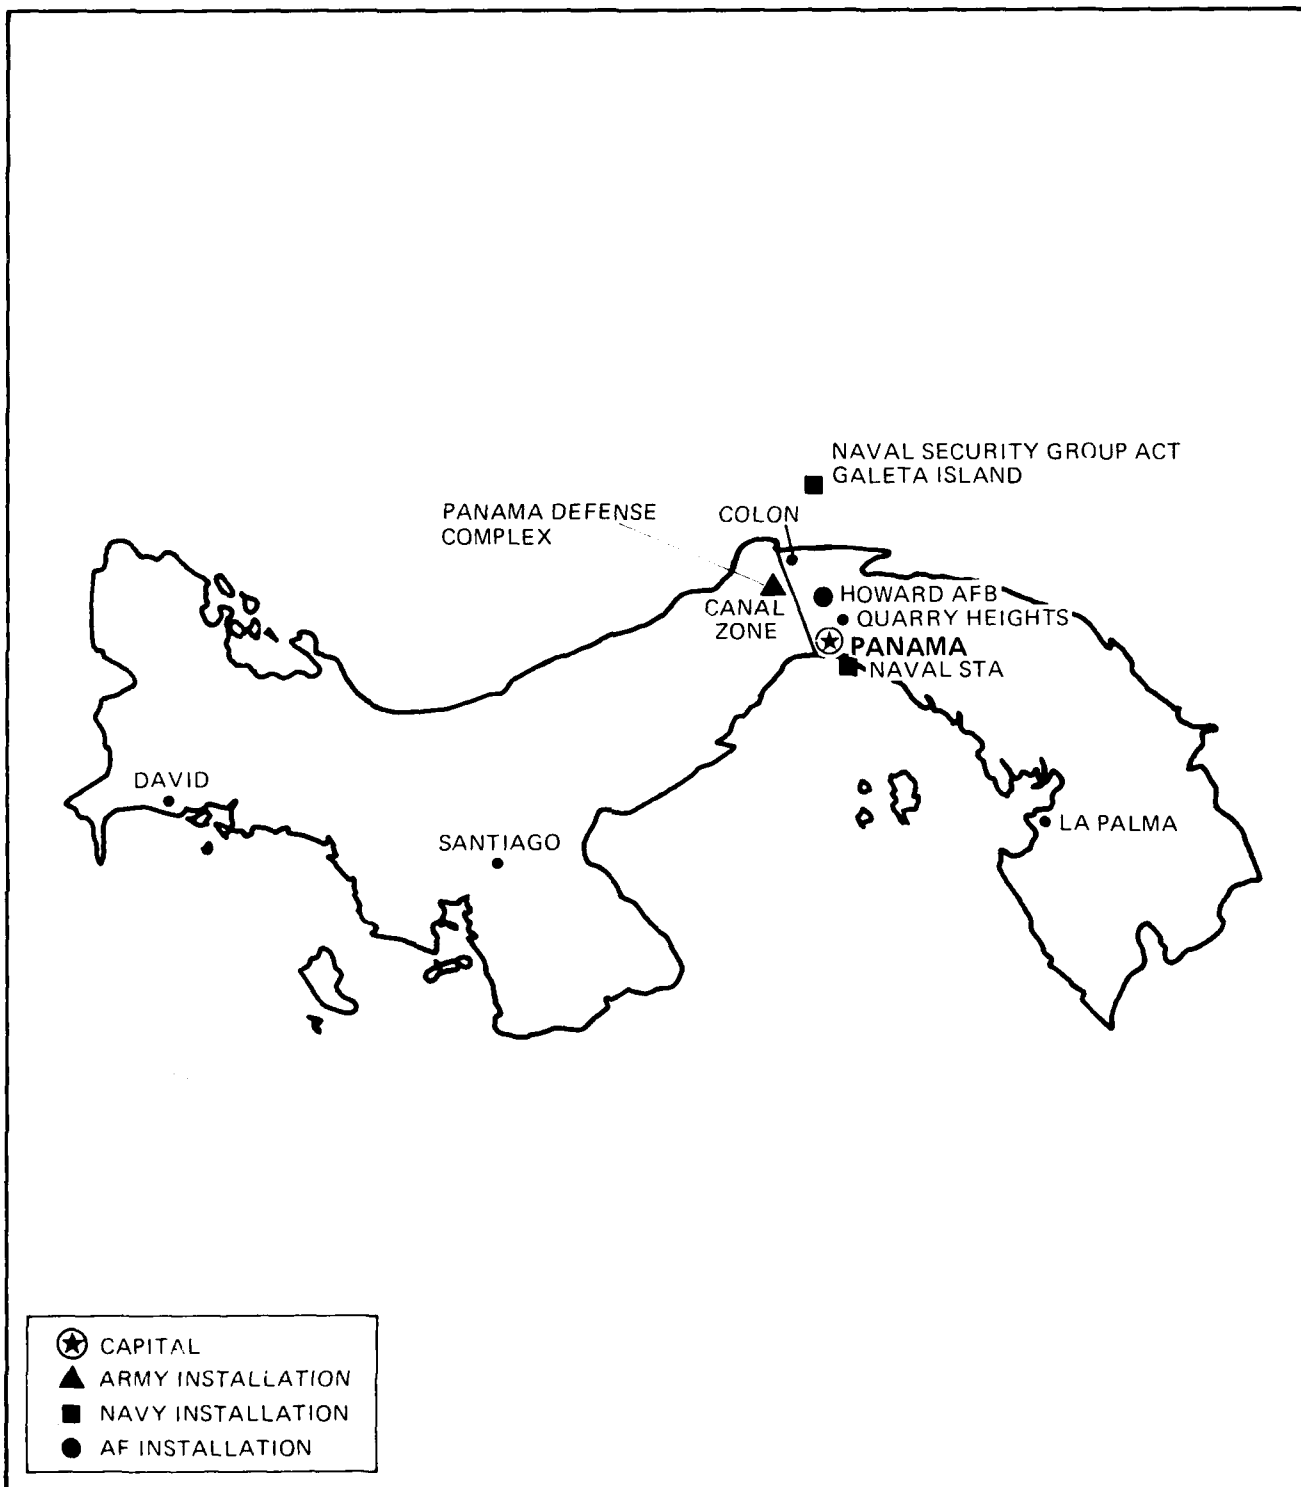 NAVAL SECURITY GROUP ACT
GALETA ISLAND
PANAMA DEFENSE
COMPLEX
COLON
HOWARD AFB
CANAL
ZONE
QUARRY HEIGHTS
PANAMA
NAVAL STA
DAVID
SANTIAGO
LA PALMA
CAPITAL
ARMY INSTALLATION
NAVY INSTALLATION
AF INSTALLATION